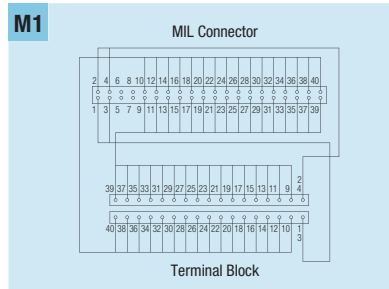 M1
MIL Connector
2 4 6 8 10 12 14 16 18 20 22 24 26 28 30 32 34 36 38 40
1 3 5 7 9 11 13 15 17 19 21 23 25 27 29 31 33 35 37 39
2
39 37 35 33 31 29 27 25 23 21 19 17 15 13 11 9 4
40 38 36 34 32 30 28 26 24 22 20 18 16 14 12 10 1
3
Terminal Block